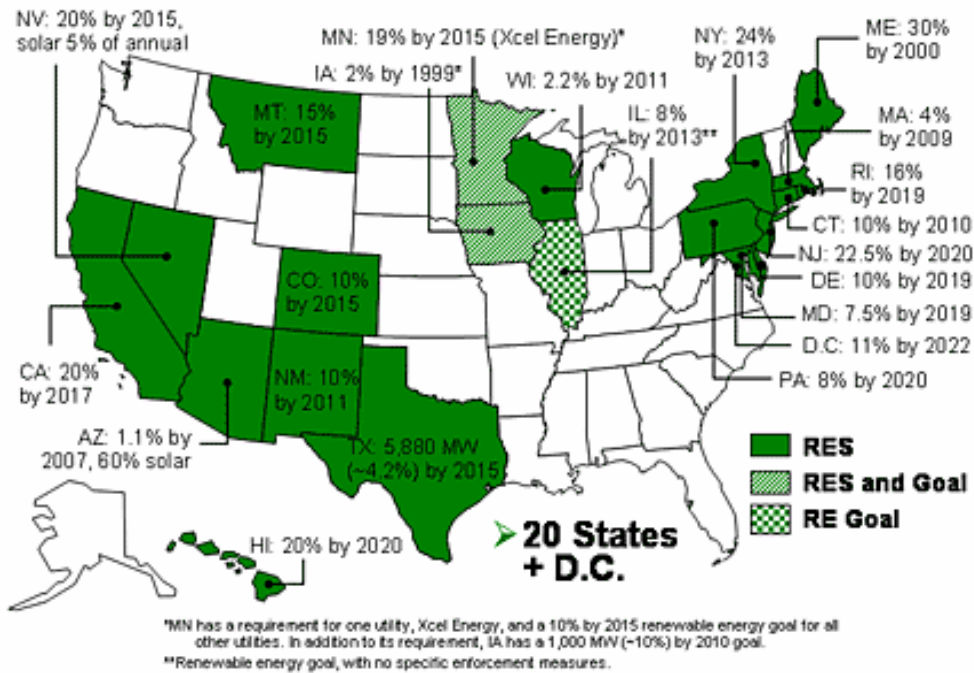 NV: 20% by 2015,
solar 5% of annual
MN: 19% by 2015 (Xcel Energy)*
IA: 2% by 1999*
WI: 2.2% by 2011
IL: 8%
by 2013**
NY: 24%
by 2013
ME: 30%
by 2000
MA: 4%
by 2009
RI: 16%
by 2019
CT: 10% by 2010
NJ: 22.5% by 2020
DE: 10% by 2019
MD: 7.5% by 2019
D.C: 11% by 2022
PA: 8% by 2020
MT: 15%
by 2015
CO: 10%
by 2015
CA: 20%
by 2017
NM: 10%
by 2011
AZ: 1.1% by
2007, 60% solar
TX: 5,880 MW
(~4.2%) by 2015
HI: 20% by 2020
RES
RES and Goal
RE Goal
20 States
+ D.C.
*MN has a requirement for one utility, Xcel Energy, and a 10% by 2015 renewable energy goal for all
other utilities. In addition to its requirement, IA has a 1,000 MW (~10%) by 2010 goal.
**Renewable energy goal, with no specific enforcement measures.